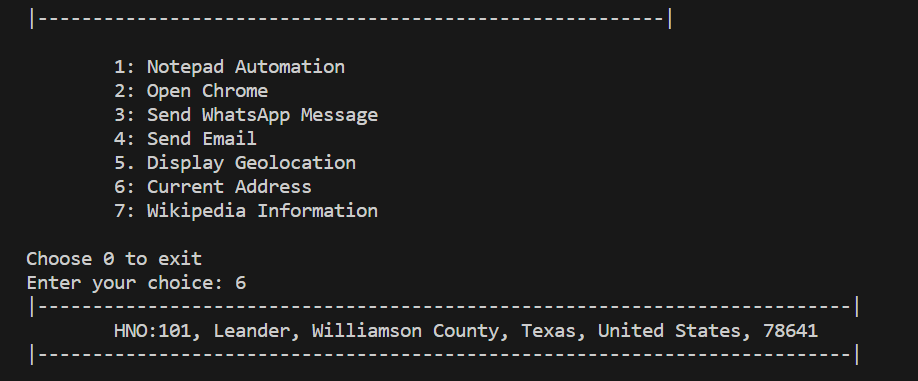 |---------------------------------------------------------|
1: Notepad Automation
2: Open Chrome
3: Send WhatsApp Message
4: Send Email
5. Display Geolocation
6: Current Address
7: Wikipedia Information
Choose 0 to exit
Enter your choice: 6
|--------------------------------------------------------------------------|
HNO:101, Leander, Williamson County, Texas, United States, 78641
|--------------------------------------------------------------------------|